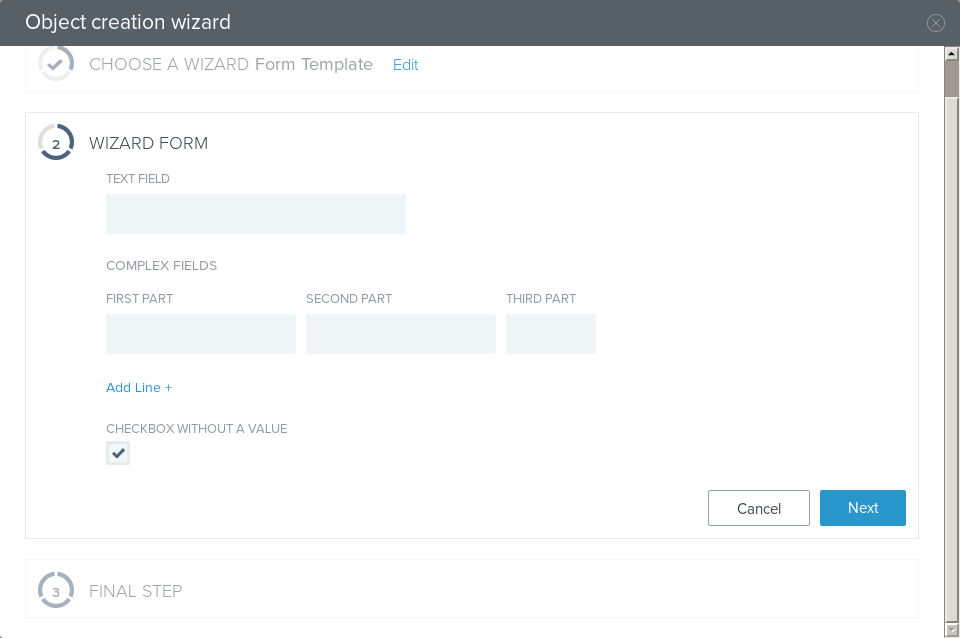 Object creation wizard
CHOOSE A WIZARD Form Template Edit
2 WIZARD FORM
TEXT FIELD
COMPLEX FIELDS
FIRST PART SECOND PART THIRD PART
Add Line +
CHECKBOX WITHOUT A VALUE
Cancel Next
3 FINAL STEP